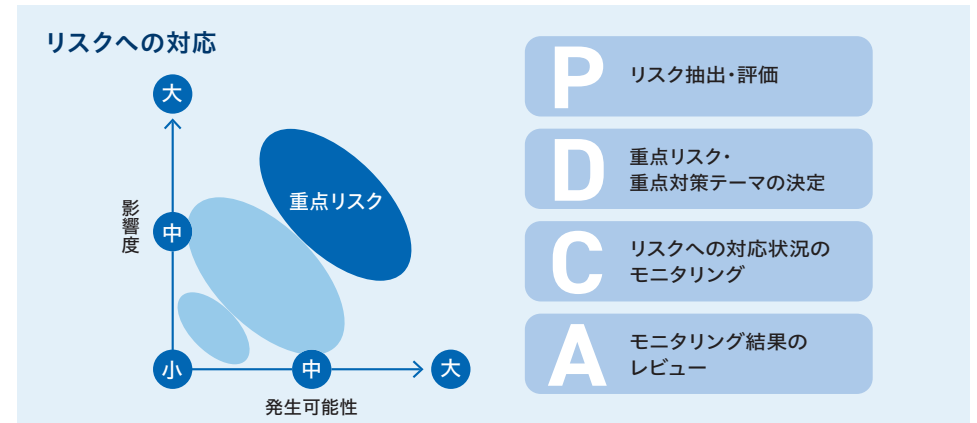 リスクへの対応
大
影響度
中
小
中
大
発生可能性
重点リスク
P
リスク抽出・評価
D
重点リスク・
重点対策テーマの決定
C
リスクへの対応状況の
モニタリング
A
モニタリング結果の
レビュー